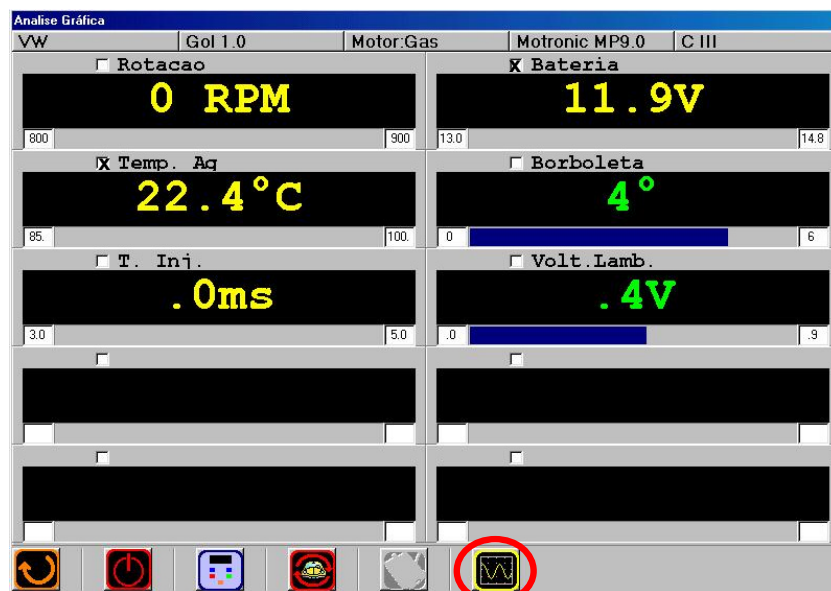 Analise Gráfica
VW Gol 1.0 Motor:Gas Motronic MP9.0 C III
Rotacao
0 RPM
800 900
X Bateria
11.9V
13.0 14.8
X Temp. Ag
22.4°C
85. 100.
Borboleta
4°
0 6
T. Inj.
.0ms
3.0 5.0
Volt.Lamb.
.4V
.0 .9